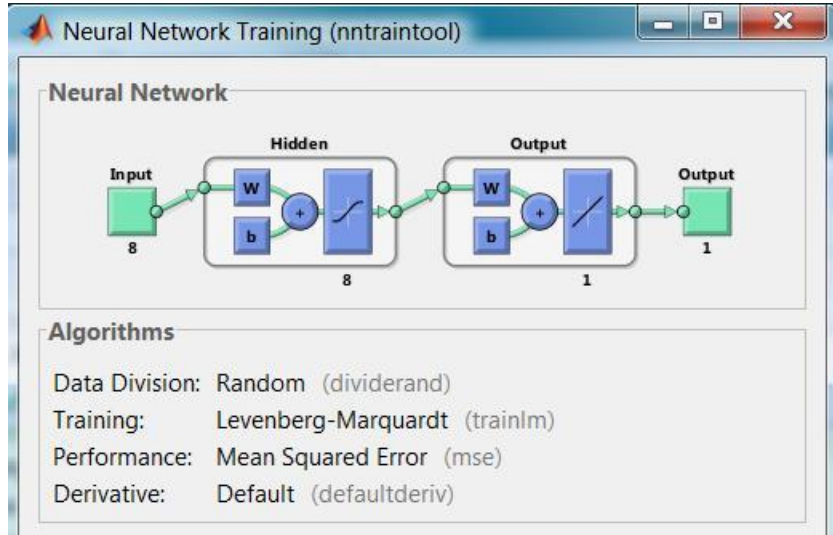 Neural Network Training (nntraintool)
Neural Network
Hidden Output
Input Output
W W
+ +
b b
8 1
8 1
Algorithms
Data Division: Random (dividerand)
Training: Levenberg-Marquardt (trainlm)
Performance: Mean Squared Error (mse)
Derivative: Default (defaultderiv)